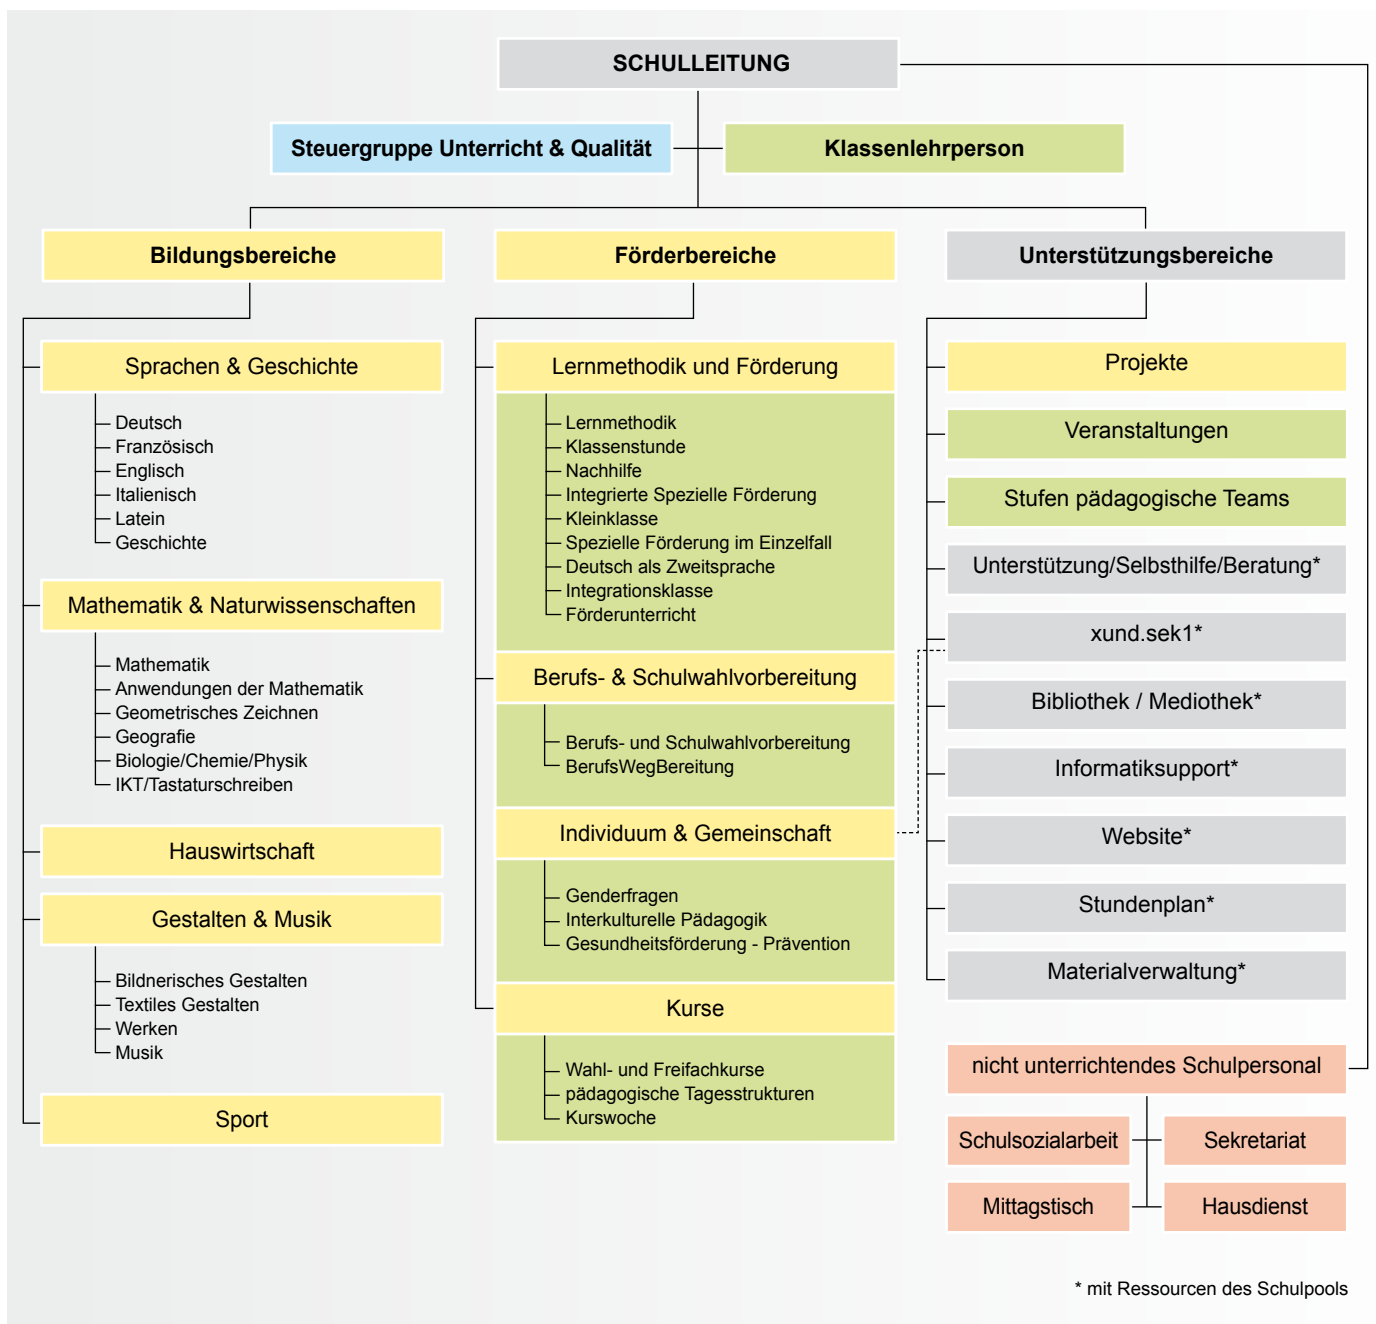 SCHULLEITUNG
Steuergruppe Unterricht & Qualität
Klassenlehrperson
Bildungsbereiche
Sprachen & Geschichte
Deutsch
Französisch
Englisch
Italienisch
Latein
Geschichte
Mathematik & Naturwissenschaften
Mathematik
Anwendungen der Mathematik
Geometrisches Zeichnen
Geografie
Biologie/Chemie/Physik
IKT/Tastaturschreiben
Hauswirtschaft
Gestalten & Musik
Bildnerisches Gestalten
Textiles Gestalten
Werken
Musik
Sport
Förderbereiche
Lernmethodik und Förderung
Lernmethodik
Klassenstunde
Nachhilfe
Integrierte Spezielle Förderung
Kleinklasse
Spezielle Förderung im Einzelfall
Deutsch als Zweitsprache
Integrationsklasse
Förderunterricht
Berufs- & Schulwahlvorbereitung
Berufs- und Schulwahlvorbereitung
BerufsWegBereitung
Individuum & Gemeinschaft
Genderfragen
Interkulturelle Pädagogik
Gesundheitsförderung - Prävention
Kurse
Wahl- und Freifachkurse
pädagogische Tagesstrukturen
Kurswoche
Unterstützungsbereiche
Projekte
Veranstaltungen
Stufen pädagogische Teams
Unterstützung/Selbsthilfe/Beratung*
xund.sek1*
Bibliothek / Mediothek*
Informatiksupport*
Website*
Stundenplan*
Materialverwaltung*
nicht unterrichtendes Schulpersonal
Schulsozialarbeit
Sekretariat
Mittagstisch
Hausdienst
* mit Ressourcen des Schulpools